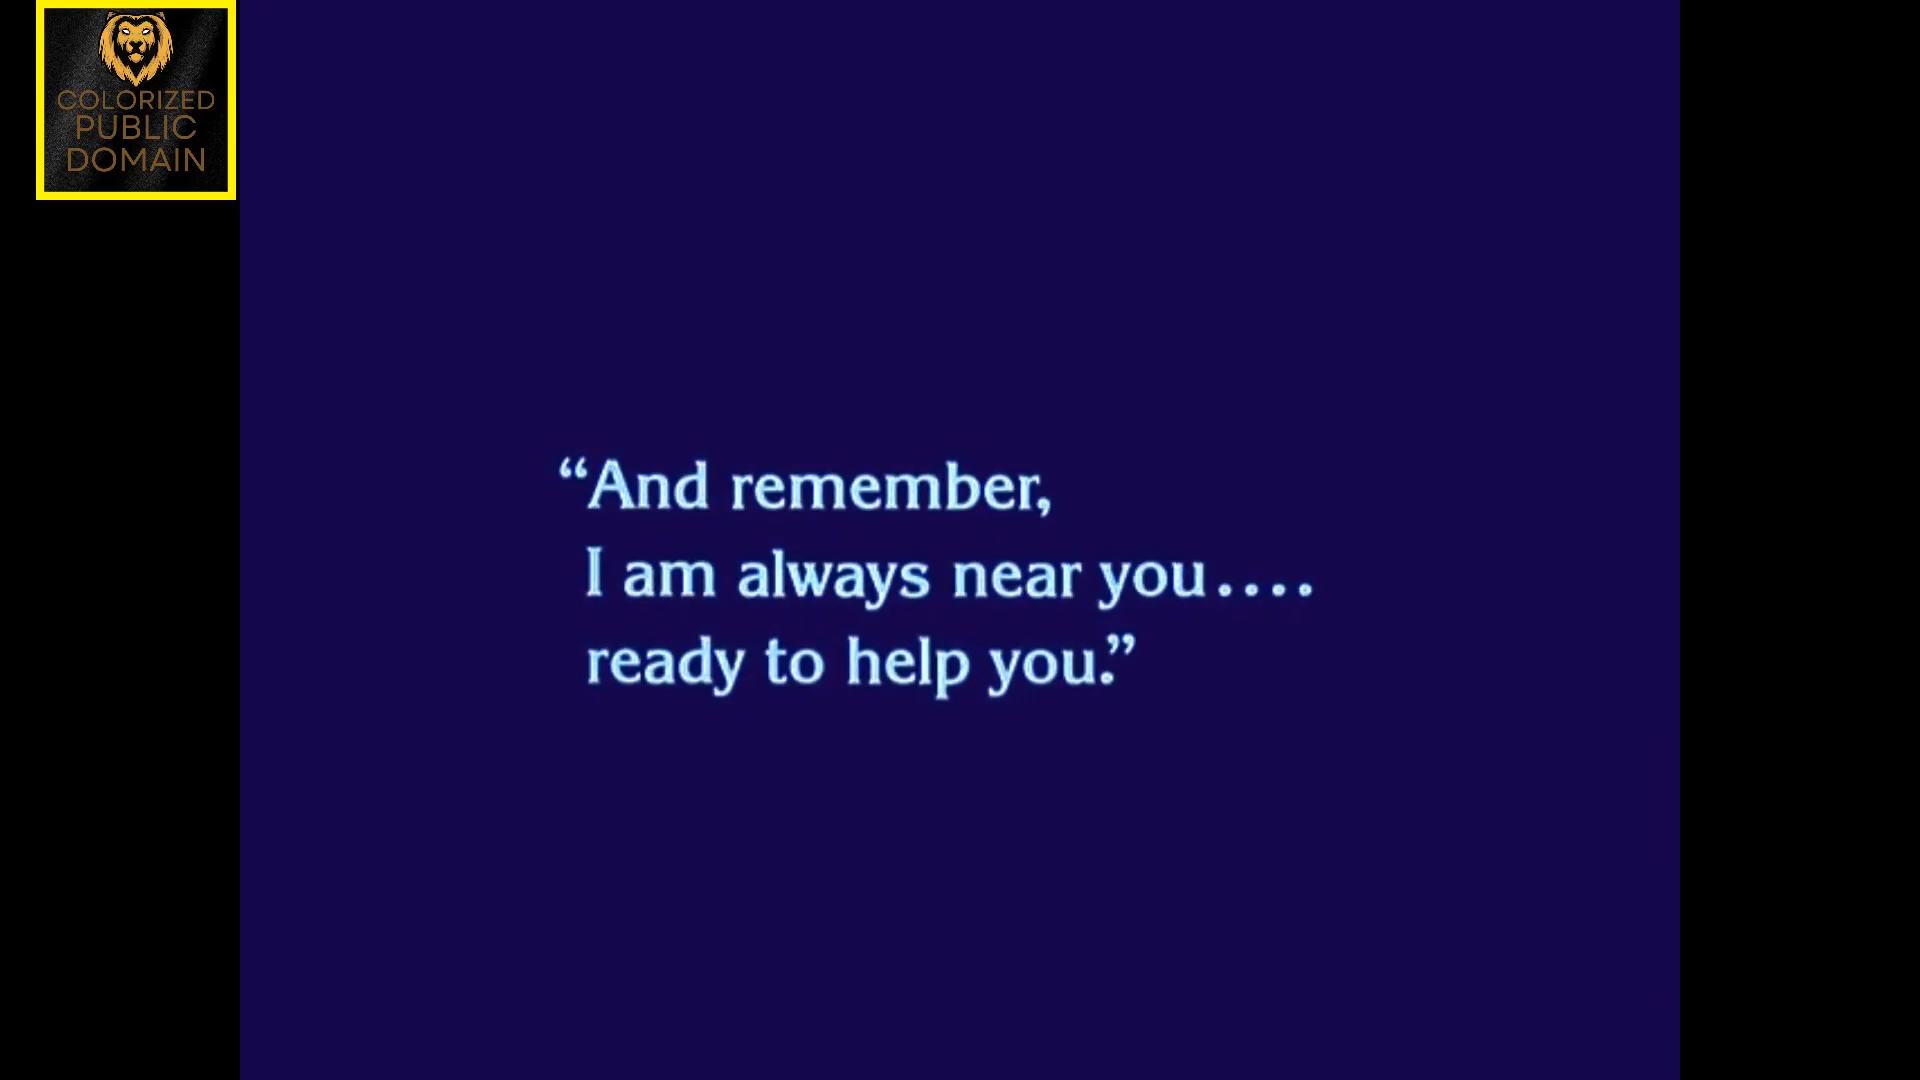 COLORIZED
PUBLIC
DOMAIN
“And remember,
I am always near you....
ready to help you.”